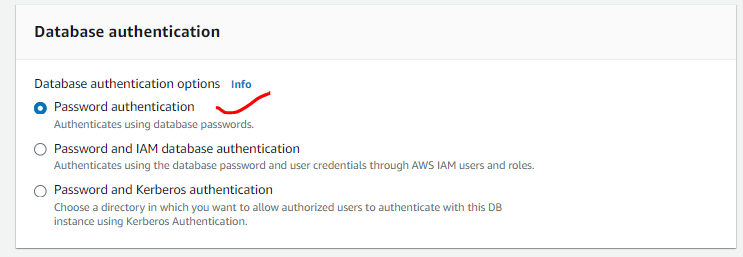 Database authentication
Database authentication options Info
Password authentication
Authenticates using database passwords.
Password and IAM database authentication
Authenticates using the database password and user credentials through AWS IAM users and roles.
Password and Kerberos authentication
Choose a directory in which you want to allow authorized users to authenticate with this DB
instance using Kerberos Authentication.